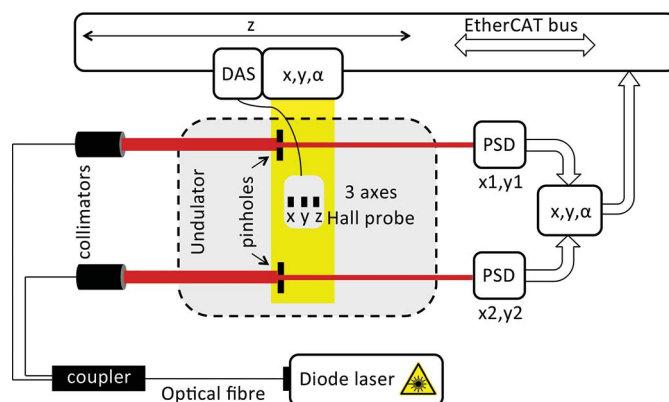 z
EtherCAT bus
DAS
x,y,α
collimators
Undulator
pinholes
PSD
x1,y1
3 axes
Hall probe
x y z
x,y,α
PSD
x2,y2
coupler
Optical fibre
Diode laser